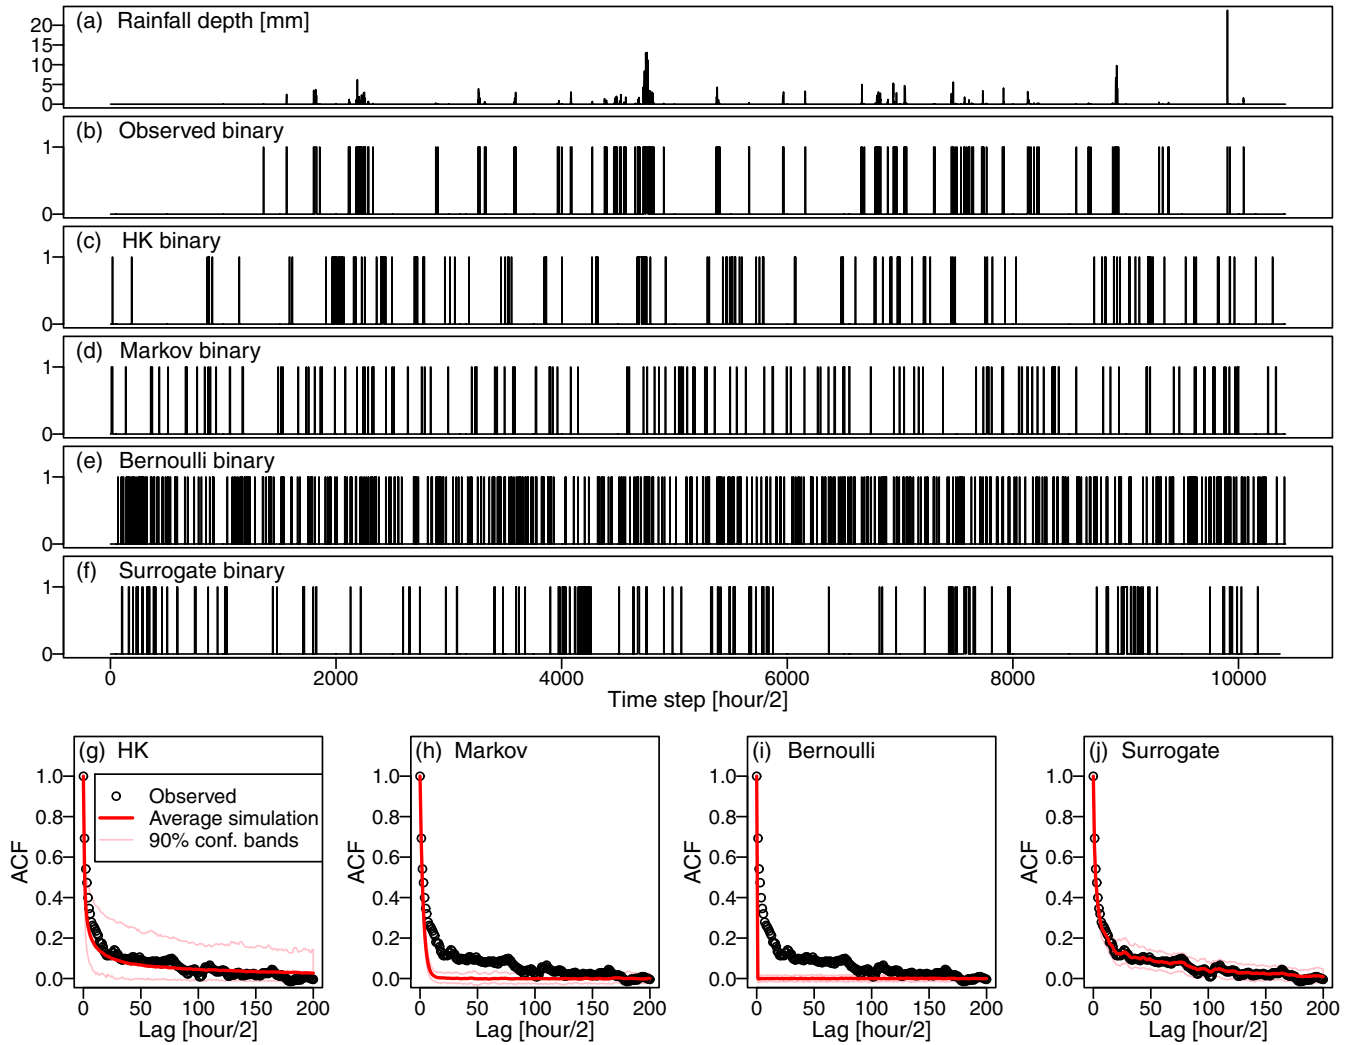 (a) Rainfall depth [mm]
20
15
10
5
0
(b) Observed binary
1
0
(c) HK binary
1
0
(d) Markov binary
1
0
(e) Bernoulli binary
1
0
(f) Surrogate binary
1
0
0 2000 4000 6000 8000 10000
Time step [hour/2]
(g) HK
1.0
0.8
0.6
0.4
0.2
0.0
ACF
Observed
Average simulation
90% conf. bands
0 50 100 150 200
Lag [hour/2]
(h) Markov
1.0
0.8
0.6
0.4
0.2
0.0
ACF
0 50 100 150 200
Lag [hour/2]
(i) Bernoulli
1.0
0.8
0.6
0.4
0.2
0.0
ACF
0 50 100 150 200
Lag [hour/2]
(j) Surrogate
1.0
0.8
0.6
0.4
0.2
0.0
ACF
0 50 100 150 200
Lag [hour/2]